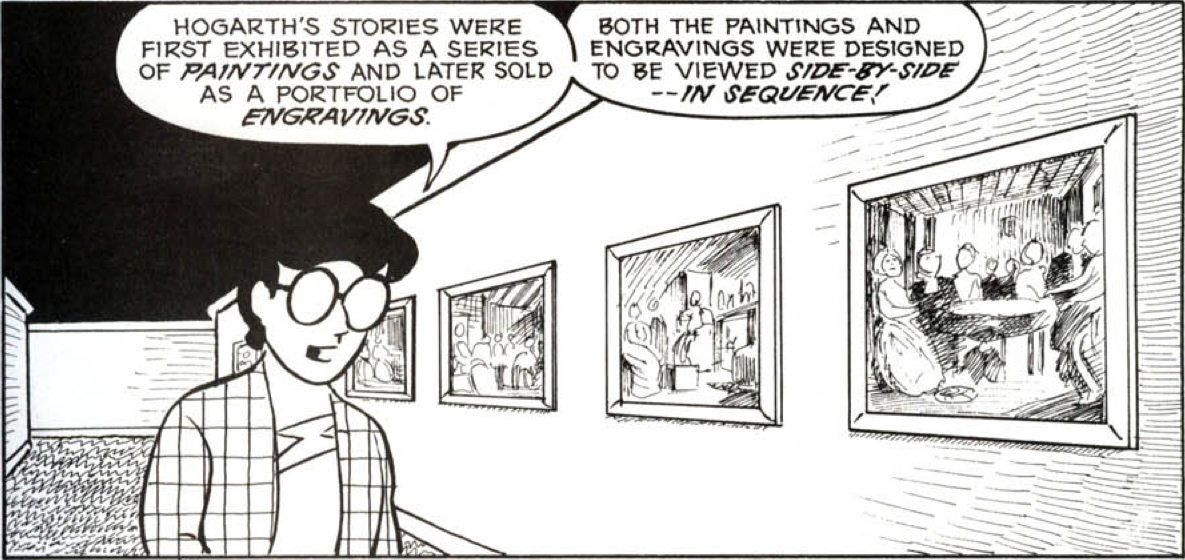 HOGARTH'S STORIES WERE
FIRST EXHIBITED AS A SERIES
OF PAINTINGS AND LATER SOLD
AS A PORTFOLIO OF
ENGRAVINGS.
BOTH THE PAINTINGS AND
ENGRAVINGS WERE DESIGNED
TO BE VIEWED SIDE-BY-SIDE
--IN SEQUENCE!